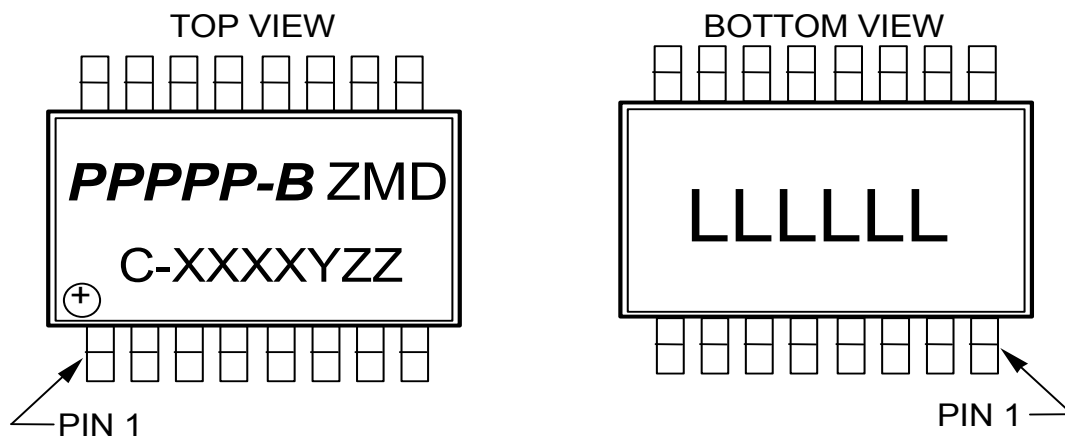 TOP VIEW
PPPPP-B ZMD
C-XXXXYZZ
+
PIN 1
BOTTOM VIEW
LLLLLL
PIN 1